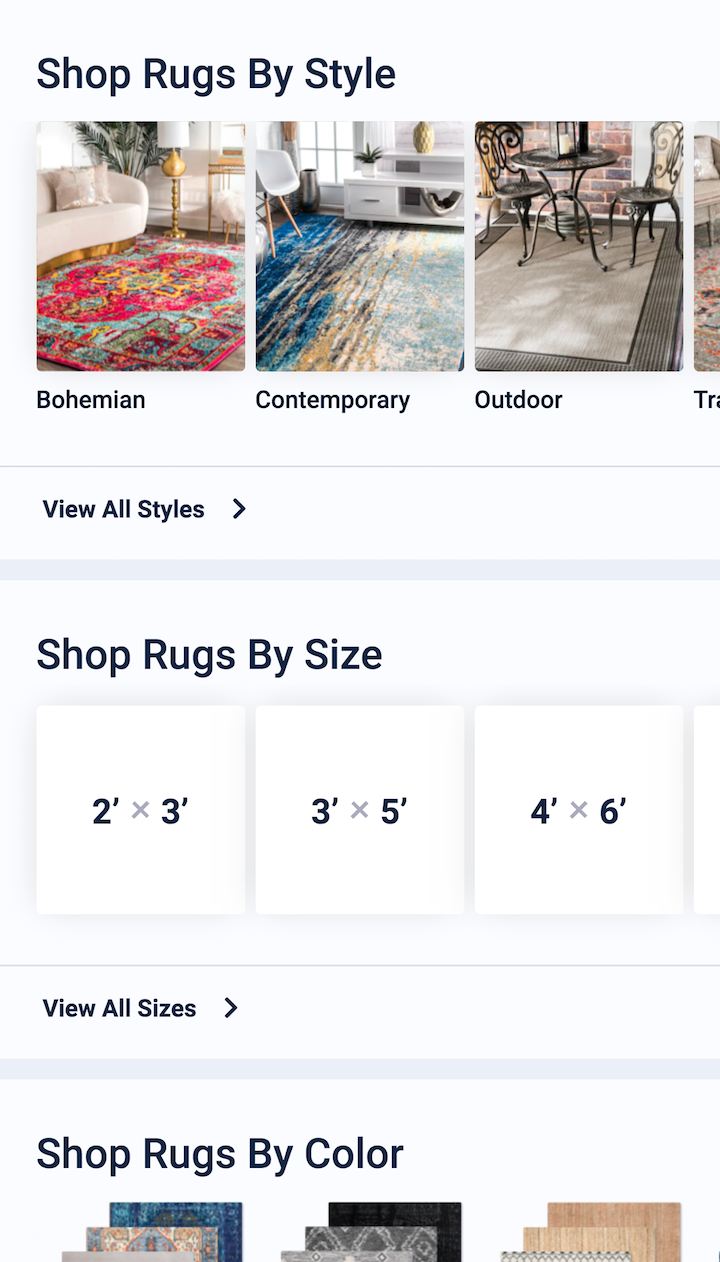 Shop Rugs By Style
Bohemian
Contemporary
Outdoor
View All Styles
Shop Rugs By Size
2’ × 3’
3’ × 5’
4’ × 6’
View All Sizes
Shop Rugs By Color